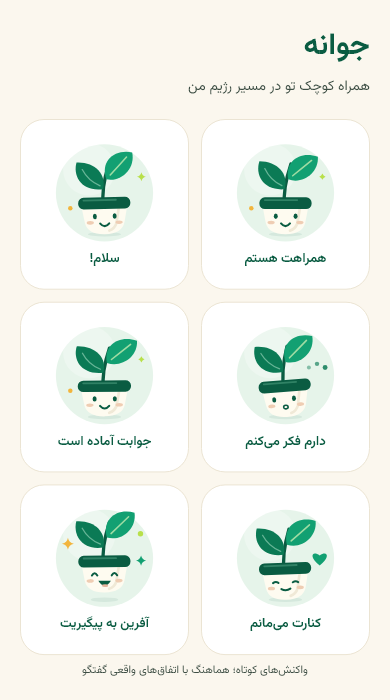 جوانه
همراه کوچک تو در مسیر رژیم من
همراهت هستم
سلام!
دارم فکر می‌کنم
جوابت آماده است
کنارت می‌مانم
آفرین به پیگیریت
واکنش‌های کوتاه؛ هماهنگ با اتفاق‌های واقعی گفتگو